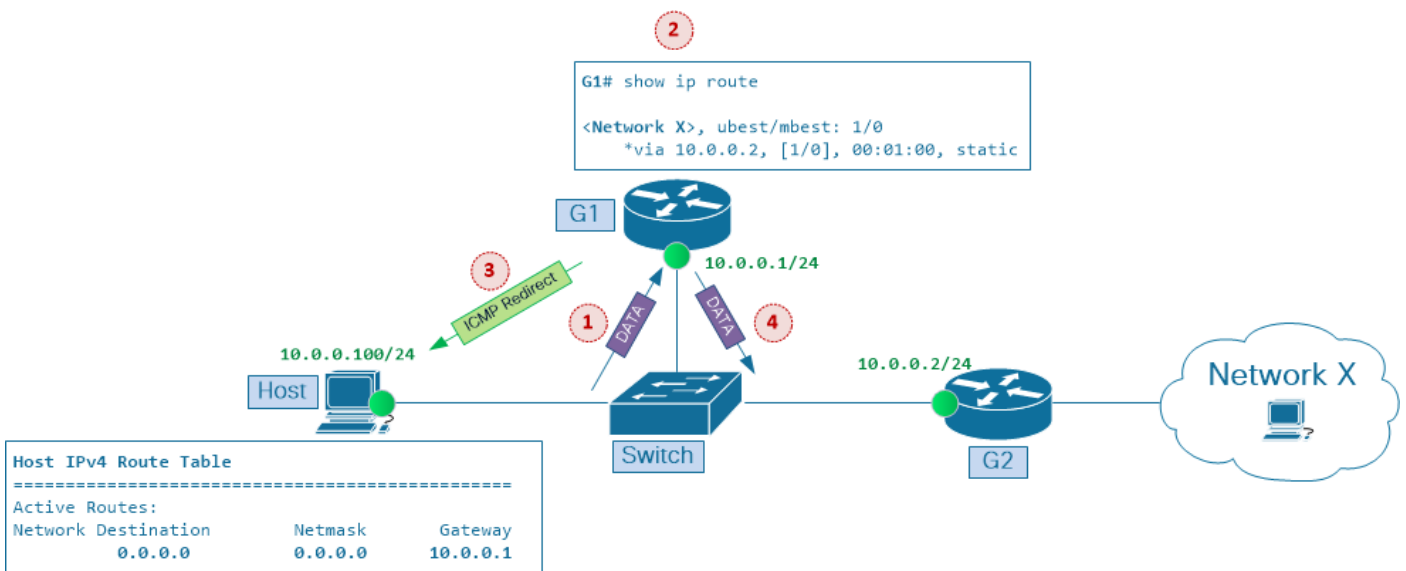 2
G1# show ip route
<Network X>, ubest/mbest: 1/0
*via 10.0.0.2, [1/0], 00:01:00, static
G1
10.0.0.1/24
3
ICMP Redirect
1
DATA
DATA
4
10.0.0.100/24
Host
Switch
10.0.0.2/24
G2
Network X
Host IPv4 Route Table
================================================
Active Routes:
Network Destination Netmask Gateway
0.0.0.0 0.0.0.0 10.0.0.1